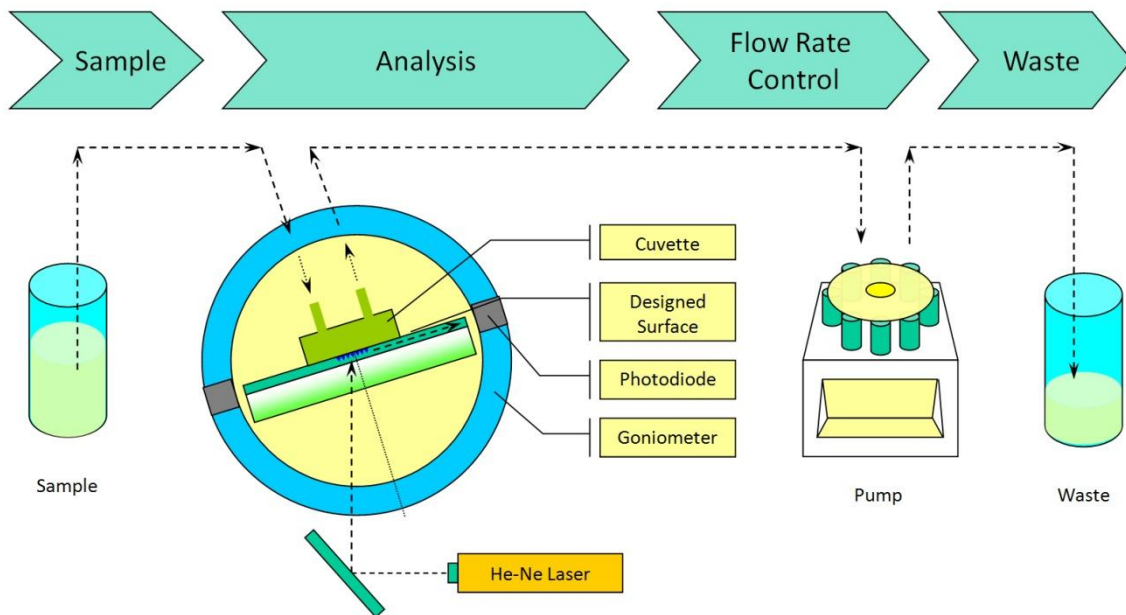 Sample
Analysis
Flow Rate
Control
Waste
Cuvette
Designed
Surface
Photodiode
Goniometer
Sample
Pump
Waste
He-Ne Laser